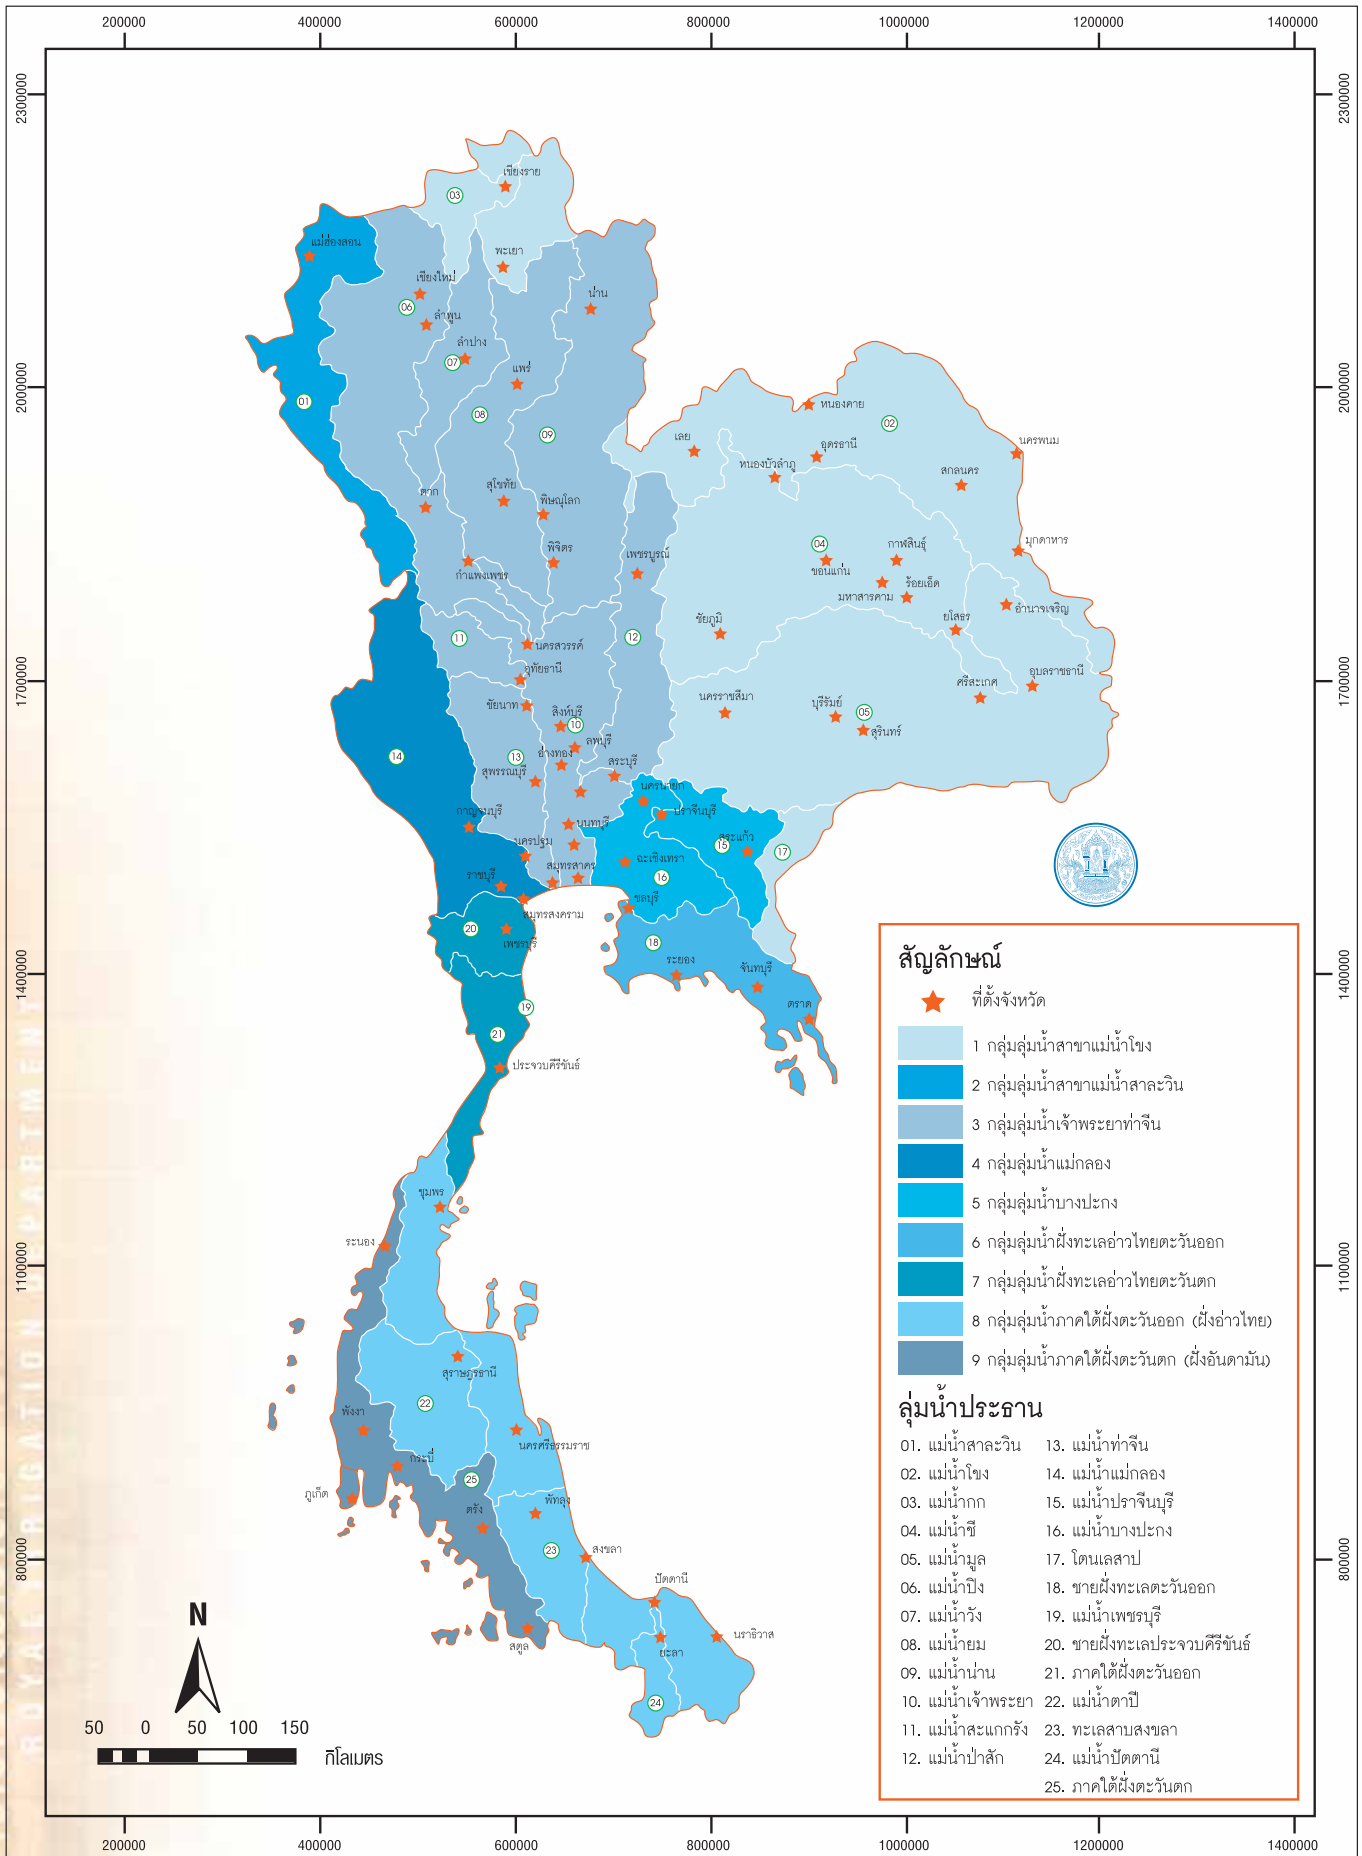 200000 400000 600000 800000 1000000 1200000 1400000
2300000 2300000
2000000 2000000
1700000 1700000
1400000 1400000
1100000 1100000
800000 800000
เชียงราย
03
แม่ฮ่องสอน
พะเยา
เชียงใหม่
น่าน
06
ลำพูน
ลำปาง
07
แพร่
01
08
09
หนองคาย
02
เลย
อุดรธานี
นครพนม
หนองบัวลำภู
สกลนคร
ตาก
สุโขทัย
พิษณุโลก
พิจิตร
เพชรบูรณ์
04
กาฬสินธุ์
มุกดาหาร
กำแพงเพชร
ขอนแก่น
ร้อยเอ็ด
มหาสารคาม
อำนาจเจริญ
ยโสธร
ชัยภูมิ
11
12
นครสวรรค์
อุทัยธานี
ศรีสะเกศ
อุบลราชธานี
นครราชสีมา
บุรีรัมย์
05
สุรินทร์
ชัยนาท
สิงห์บุรี
10
ลพบุรี
14
13
อ่างทอง
สุพรรณบุรี
สระบุรี
นครนายก
ปราจีนบุรี
กาญจนบุรี
นนทบุรี
สระแก้ว
15
17
นครปฐม
ฉะเชิงเทรา
สมุทรสาคร
16
ราชบุรี
ชลบุรี
สมุทรสงคราม
20
เพชรบุรี
18
ระยอง
จันทบุรี
ตราด
19
21
ประจวบคีรีขันธ์
ชุมพร
ระนอง
สุราษฎรธานี
22
พังงา
นครศรีธรรมราช
กระบี่
25
ภูเก็ต
ตรัง
พัทลุง
23
สงขลา
ปัตตานี
สตูล
ยะลา
นราธิวาส
24
สัญลักษณ์
ที่ตั้งจังหวัด
1 กลุ่มลุ่มน้ำสาขาแม่น้ำโขง
2 กลุ่มลุ่มน้ำสาขาแม่น้ำสาละวิน
3 กลุ่มลุ่มน้ำเจ้าพระยาท่าจีน
4 กลุ่มลุ่มน้ำแม่กลอง
5 กลุ่มลุ่มน้ำบางปะกง
6 กลุ่มลุ่มน้ำฝั่งทะเลอ่าวไทยตะวันออก
7 กลุ่มลุ่มน้ำฝั่งทะเลอ่าวไทยตะวันตก
8 กลุ่มลุ่มน้ำภาคใต้ฝั่งตะวันออก (ฝั่งอ่าวไทย)
9 กลุ่มลุ่มน้ำภาคใต้ฝั่งตะวันตก (ฝั่งอันดามัน)
ลุ่มน้ำประธาน
01. แม่น้ำสาละวิน
02. แม่น้ำโขง
03. แม่น้ำกก
04. แม่น้ำชี
05. แม่น้ำมูล
06. แม่น้ำปิง
07. แม่น้ำวัง
08. แม่น้ำยม
09. แม่น้ำน่าน
10. แม่น้ำเจ้าพระยา
11. แม่น้ำสะแกกรัง
12. แม่น้ำป่าสัก
13. แม่น้ำท่าจีน
14. แม่น้ำแม่กลอง
15. แม่น้ำปราจีนบุรี
16. แม่น้ำบางปะกง
17. โตนเลสาป
18. ชายฝั่งทะเลตะวันออก
19. แม่น้ำเพชรบุรี
20. ชายฝั่งทะเลประจวบคีรีขันธ์
21. ภาคใต้ฝั่งตะวันออก
22. แม่น้ำตาปี
23. ทะเลสาบสงขลา
24. แม่น้ำปัตตานี
25. ภาคใต้ฝั่งตะวันตก
N
50 0 50 100 150
กิโลเมตร
ROYAL IRRIGATION DEPARTMENT
200000 400000 600000 800000 1000000 1200000 1400000